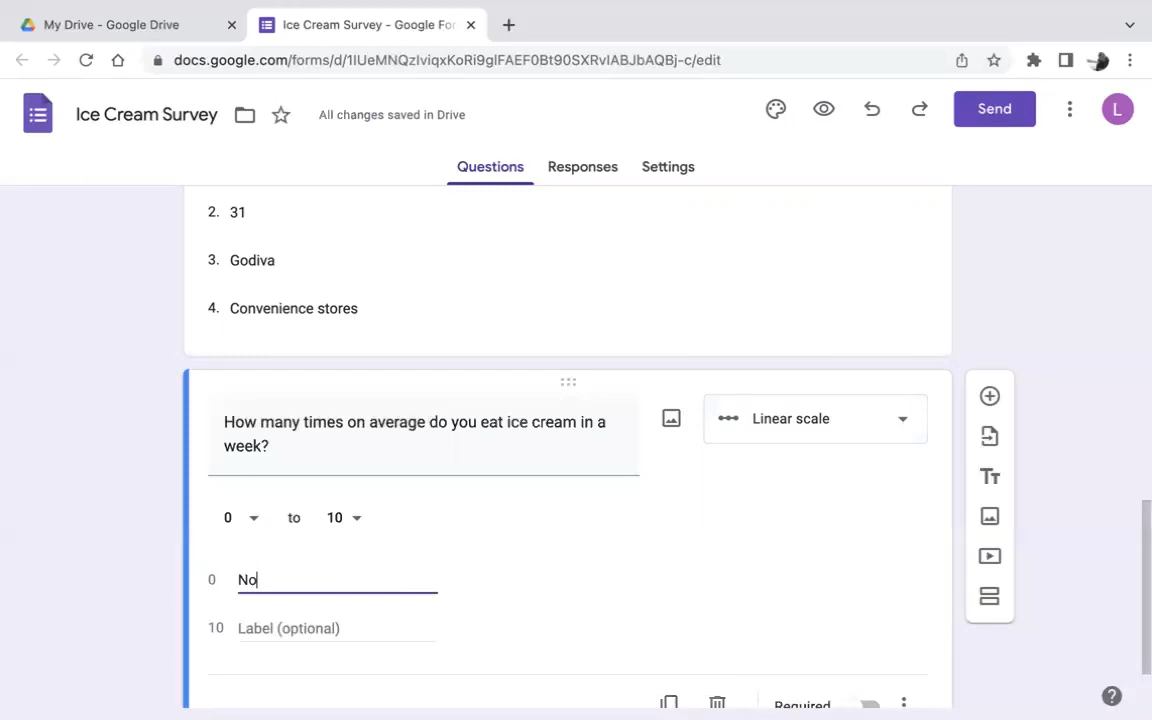 My Drive - Google Drive
Ice Cream Survey - Google For
docs.google.com/forms/d/1IUeMNQzIviqxKoRi9gIFAEF0Bt90SXRvIABJbAQBj-c/edit
Ice Cream Survey
All changes saved in Drive
Send
L
Questions Responses Settings
2. 31
3. Godiva
4. Convenience stores
How many times on average do you eat ice cream in a
week?
Linear scale
0 to 10
0 No
10 Label (optional)
Required